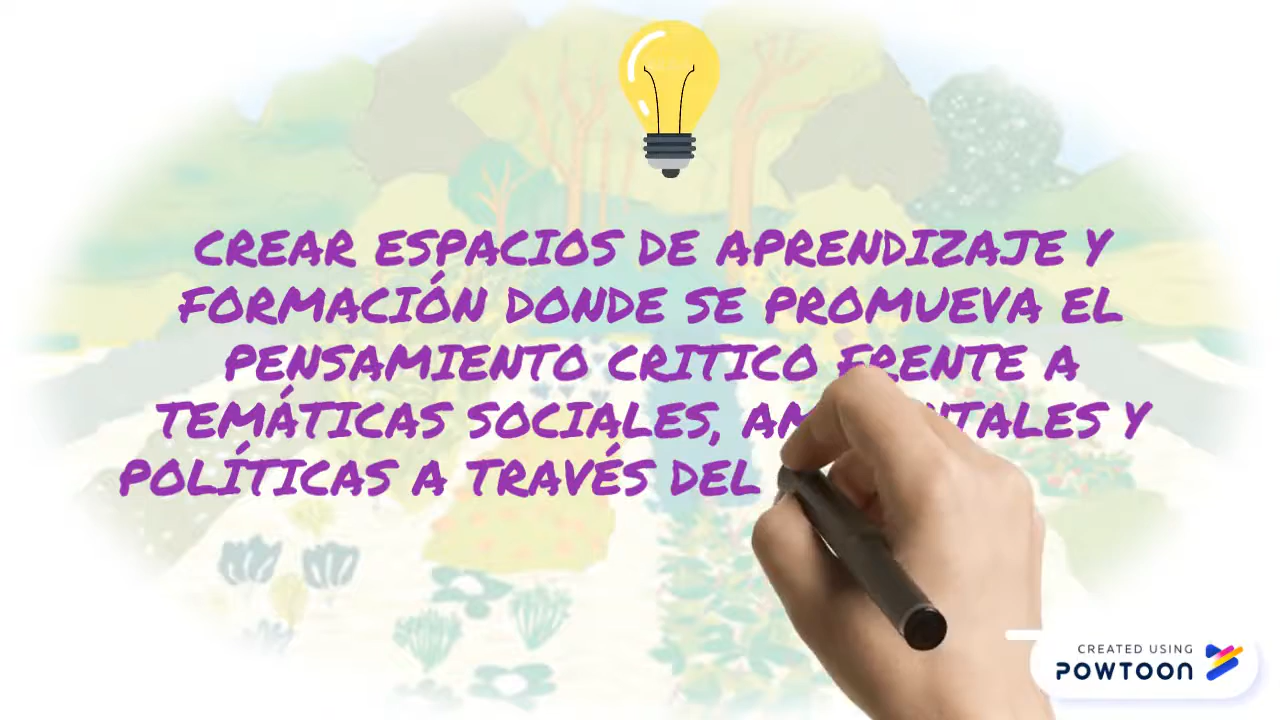 CREAR ESPACIOS DE APRENDIZAJE Y
FORMACIÓN DONDE SE PROMUEVA EL
PENSAMIENTO CRITICO FRENTE A
TEMÁTICAS SOCIALES, Y
POLÍTICAS A TRAVÉS DEL
CREATED USING
POWTOON